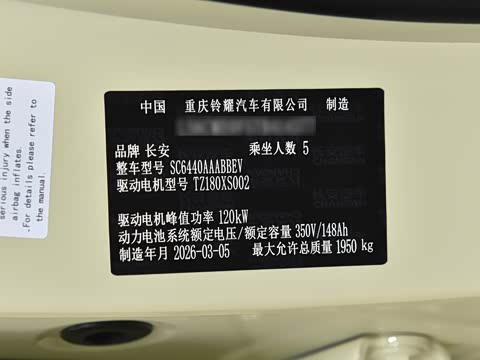 中国 重庆铃耀汽车有限公司 制造
品牌 长安 乘坐人数 5
整车型号 SC6440AAABBEV
驱动电机型号 TZ180XS002
驱动电机峰值功率 120kW
动力电池系统额定电压/额定容量 350V/148Ah
制造年月 2026-03-05 最大允许总质量 1950 kg
serious injury when the side
airbag inflates.
-For details please refer to
the manual.